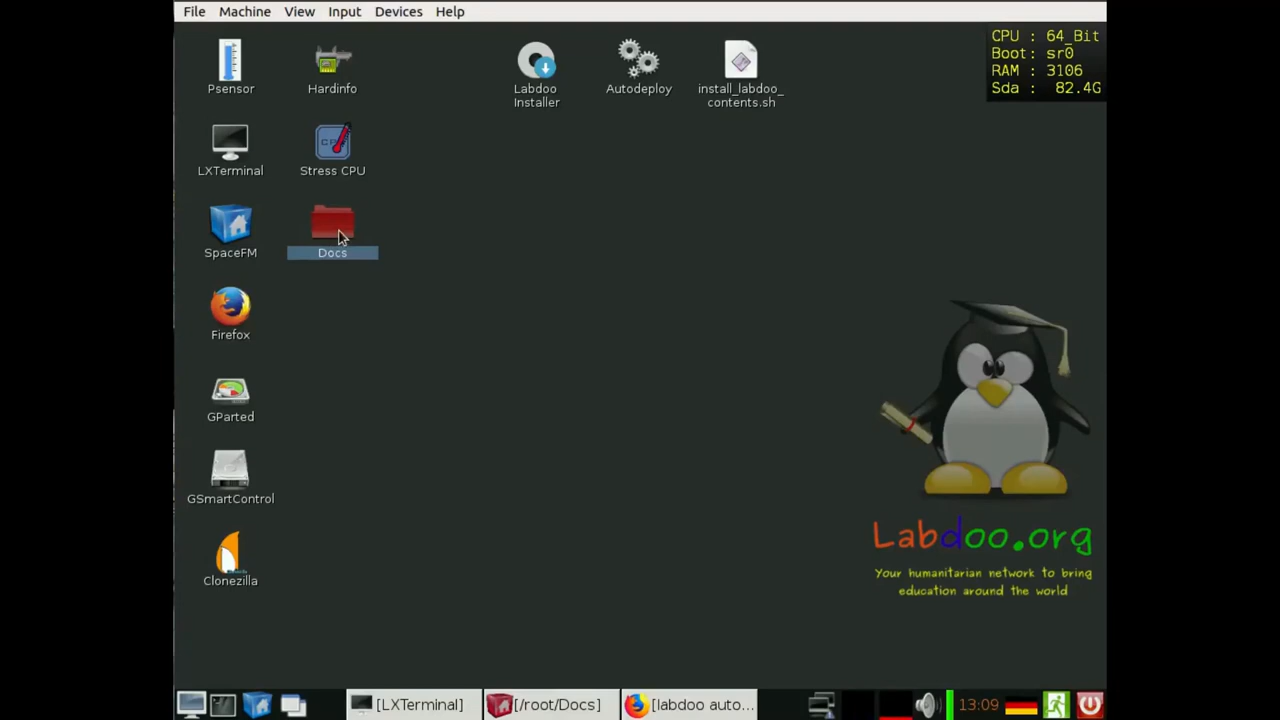 File Machine View Input Devices Help
CPU : 64_Bit
Boot: sr0
RAM : 3106
Sda : 82.4G
Psensor
Hardinfo
Labdoo
Installer
Autodeploy
install_labdoo_
contents.sh
LXTerminal
CPU
Stress CPU
SpaceFM
Docs
Firefox
GParted
GSmartControl
Clonezilla
Labdoo.org
Your humanitarian network to bring
education around the world
[LXTerminal] [/root/Docs] [labdoo auto... 13:09